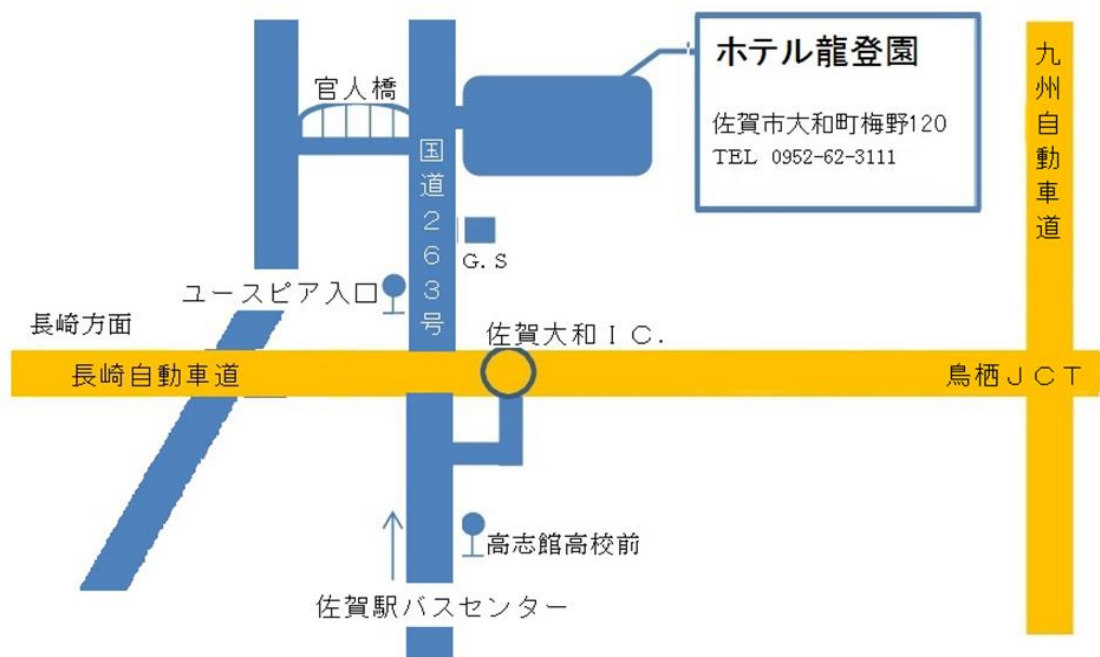 ホテル龍登園
佐賀市大和町梅野120
TEL 0952-62-3111
九州自動車道
官人橋
国道263号
G.S
ユースピア入口
長崎方面
佐賀大和IC.
長崎自動車道
鳥栖JCT
高志館高校前
佐賀駅バスセンター